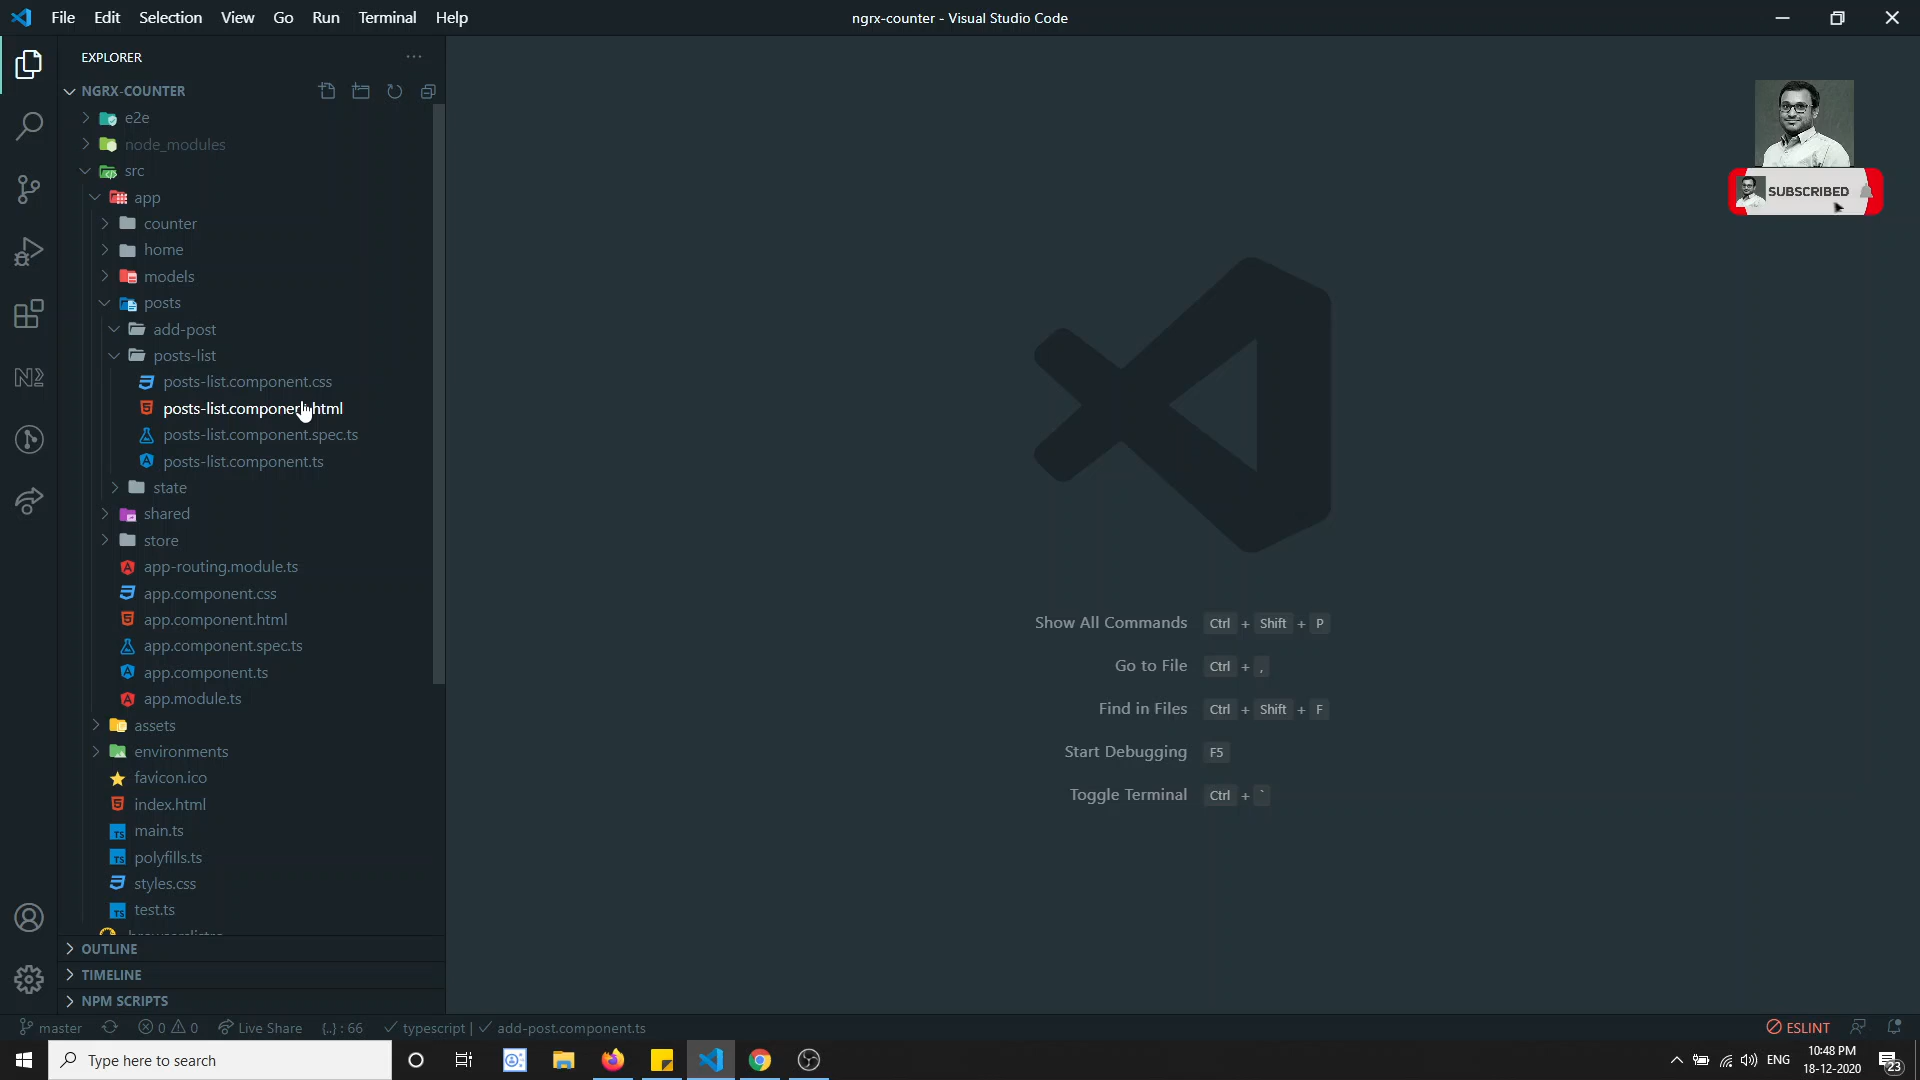 File Edit Selection View Go Run Terminal Help
ngrx-counter - Visual Studio Code
EXPLORER
NGRX-COUNTER
e2e
node_modules
src
app
counter
home
models
posts
add-post
posts-list
posts-list.component.css
posts-list.component.html
posts-list.component.spec.ts
posts-list.component.ts
state
shared
store
app-routing.module.ts
app.component.css
app.component.html
app.component.spec.ts
app.component.ts
app.module.ts
assets
environments
favicon.ico
index.html
main.ts
polyfills.ts
styles.css
test.ts
OUTLINE
TIMELINE
NPM SCRIPTS
SUBSCRIBED
Show All Commands Ctrl + Shift + P
Go to File Ctrl + ,
Find in Files Ctrl + Shift + F
Start Debugging F5
Toggle Terminal Ctrl + `
master 0 0 Live Share {..} : 66 typescript | add-post.component.ts ESLINT
Type here to search
ENG
10:48 PM
18-12-2020
23